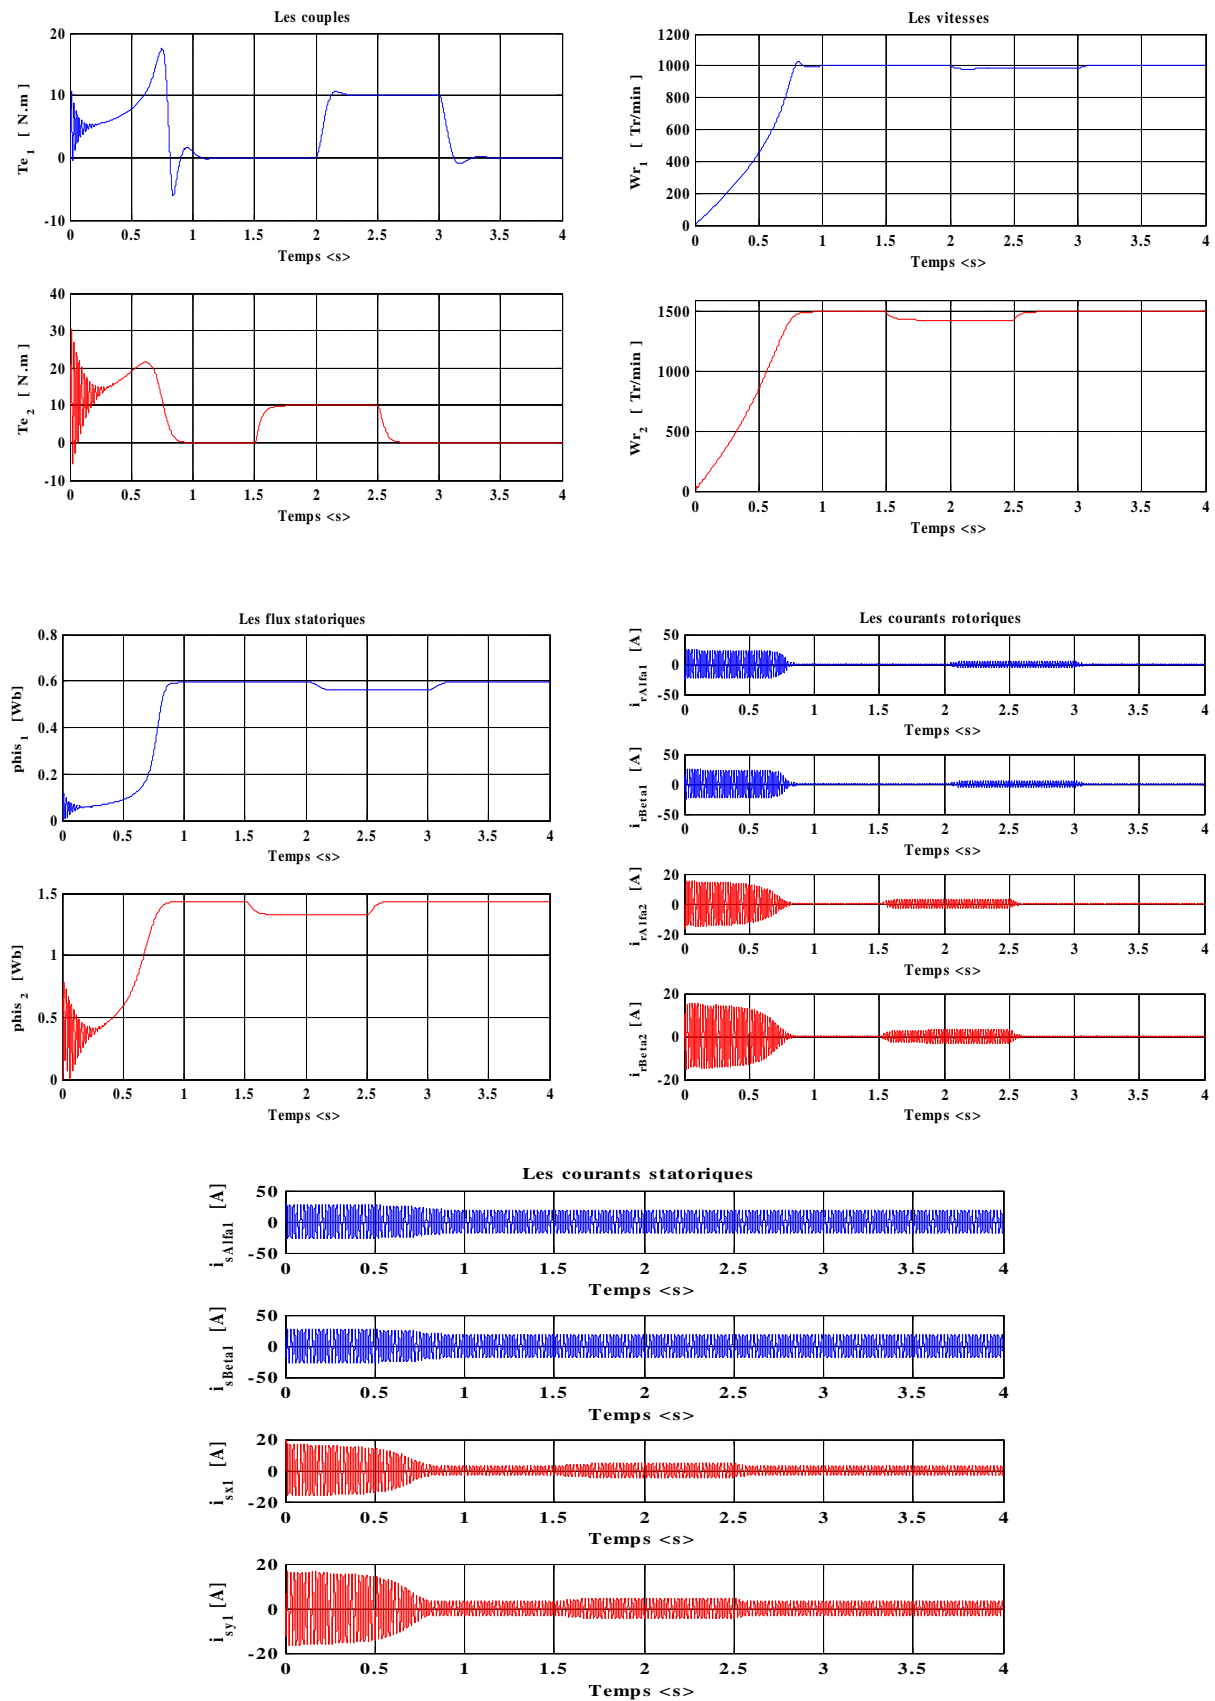 Les couples
20
10
0
-10
Te1 [ N.m ]
0 0.5 1 1.5 2 2.5 3 3.5 4
Temps <s>
40
30
20
10
0
-10
Te2 [ N.m ]
0 0.5 1 1.5 2 2.5 3 3.5 4
Temps <s>
Les vitesses
1200
1000
800
600
400
200
0
Wr1 [ Tr/min ]
0 0.5 1 1.5 2 2.5 3 3.5 4
Temps <s>
1500
1500
500
0
Wr2 [ Tr/min ]
0 0.5 1 1.5 2 2.5 3 3.5 4
Temps <s>
Les flux statoriques
0.8
0.6
0.4
0.2
0
phis1 [Wb]
0 0.5 1 1.5 2 2.5 3 3.5 4
Temps <s>
1.5
1
0.5
0
phis2 [Wb]
0 0.5 1 1.5 2 2.5 3 3.5 4
Temps <s>
Les courants rotoriques
50
0
-50
irAlfa1 [A]
0 0.5 1 1.5 2 2.5 3 3.5 4
Temps <s>
50
0
-50
irBeta1 [A]
0 0.5 1 1.5 2 2.5 3 3.5 4
Temps <s>
20
0
-20
irAlfa2 [A]
0 0.5 1 1.5 2 2.5 3 3.5 4
Temps <s>
20
0
-20
irBeta2 [A]
0 0.5 1 1.5 2 2.5 3 3.5 4
Temps <s>
Les courants statoriques
50
0
-50
isAlfa1 [A]
0 0.5 1 1.5 2 2.5 3 3.5 4
Temps <s>
50
0
-50
isBeta1 [A]
0 0.5 1 1.5 2 2.5 3 3.5 4
Temps <s>
20
0
-20
isx1 [A]
0 0.5 1 1.5 2 2.5 3 3.5 4
Temps <s>
20
0
-20
isy1 [A]
0 0.5 1 1.5 2 2.5 3 3.5 4
Temps <s>